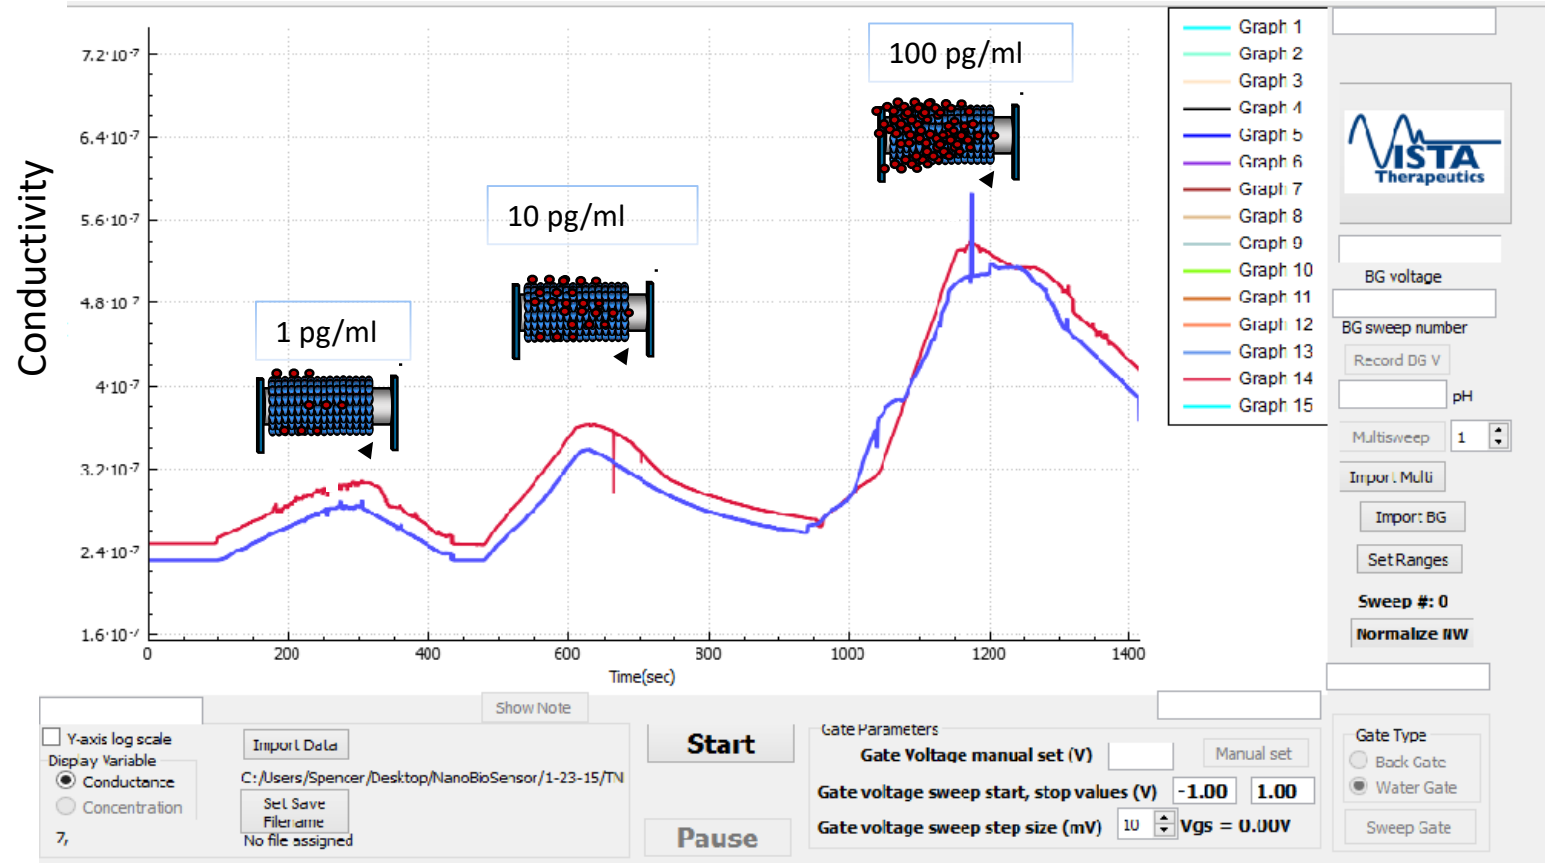 Conductivity
7.2·10⁻⁷
6.4·10⁻⁷
5.6·10⁻⁷
4.8·10⁻⁷
4·10⁻⁷
3.2·10⁻⁷
2.4·10⁻⁷
1.6·10⁻⁷
1 pg/ml
10 pg/ml
100 pg/ml
0 200 400 600 800 1000 1200 1400
Time(sec)
Graph 1
Graph 2
Graph 3
Graph 4
Graph 5
Graph 6
Graph 7
Graph 8
Graph 9
Graph 10
Graph 11
Graph 12
Graph 13
Graph 14
Graph 15
VISTA
Therapeutics
BG voltage
BG sweep number
Record BG V
pH
Multisweep 1
Import Multi
Import BG
Set Ranges
Sweep #: 0
Normalize NW
Show Note
Y-axis log scale
Display Variable
Conductance
Concentration
7,
Import Data
C:/Users/Spencer/Desktop/NanoBioSensor/1-23-15/TN
Set Save
Filename
No file assigned
Start
Pause
Gate Parameters
Gate Voltage manual set (V) Manual set
Gate voltage sweep start, stop values (V) -1.00 1.00
Gate voltage sweep step size (mV) 10 Vgs = 0.00V
Gate Type
Back Gate
Water Gate
Sweep Gate